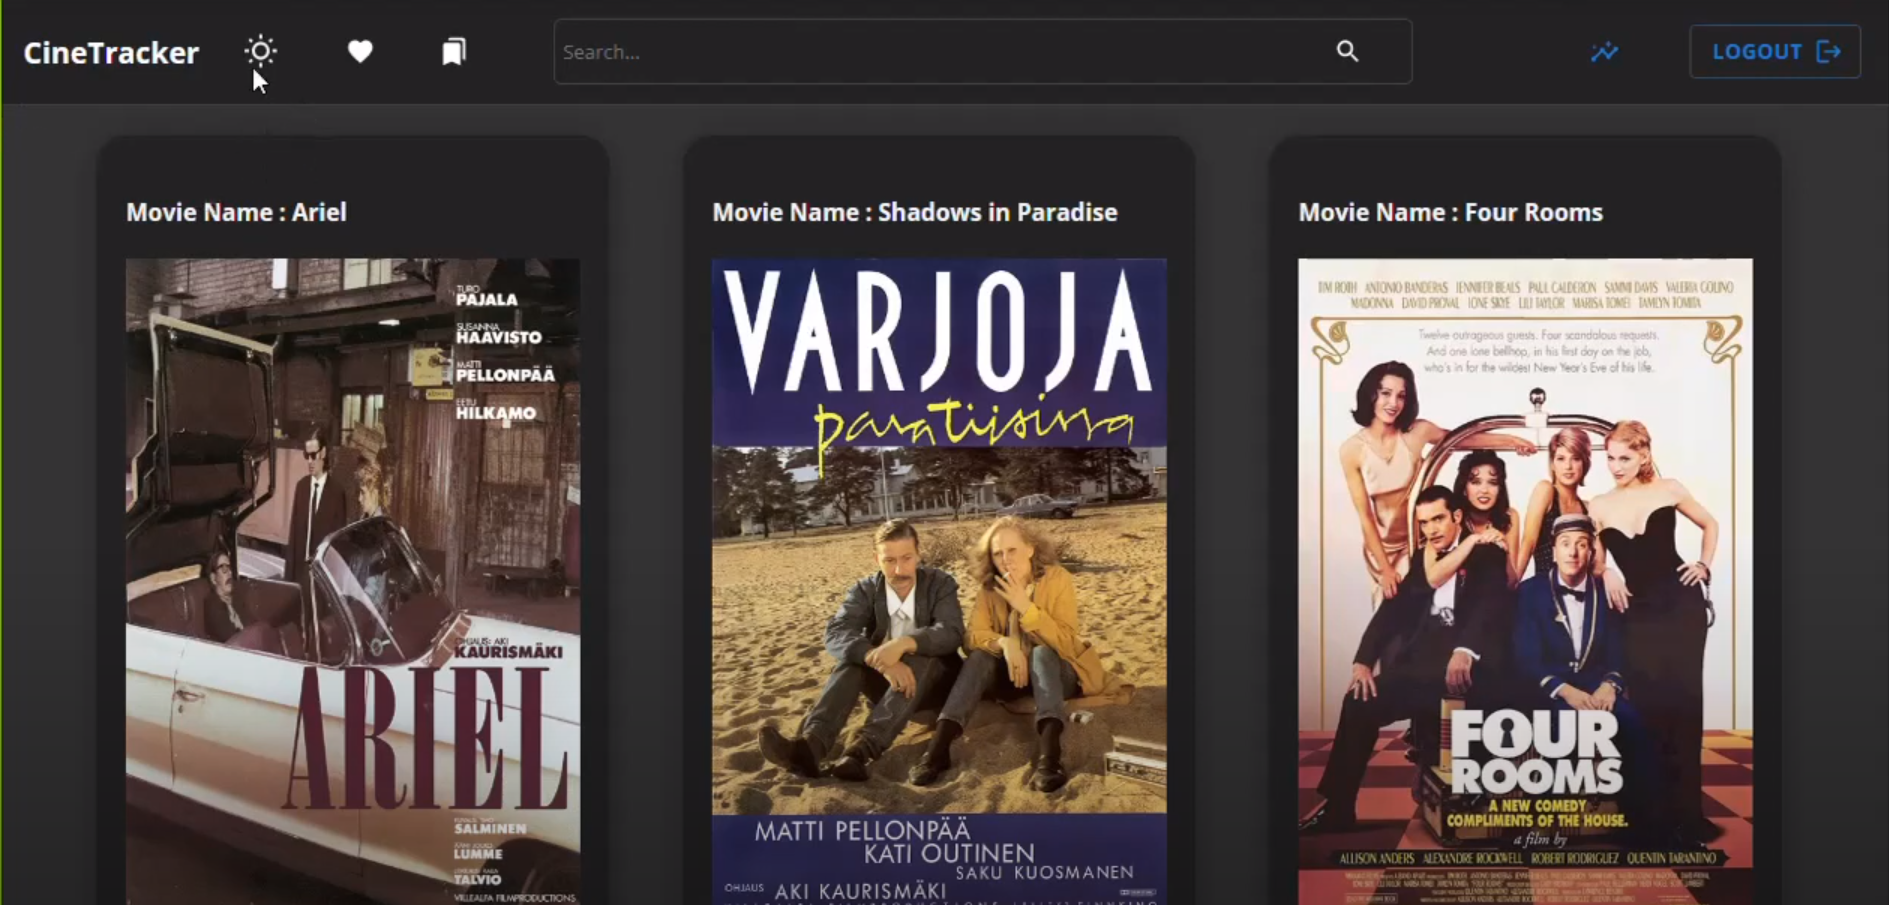 CineTracker
Search...
LOGOUT
Movie Name : Ariel
TURO
PAJALA
SUSANNA
HAAVISTO
MATTI
PELLONPÄÄ
EETU
HILKAMO
OHJAUS: AKI
KAURISMÄKI
ARIEL
SALMINEN
LUMME
TALVIO
VILLEALFA FILMPRODUCTIONS
Movie Name : Shadows in Paradise
VARJOJA
paratiisissa
MATTI PELLONPÄÄ
KATI OUTINEN
SAKU KUOSMANEN
OHJAUS AKI KAURISMÄKI
Movie Name : Four Rooms
TIM ROTH ANTONIO BANDERAS JENNIFER BEALS PAUL CALDERON SAMMI DAVIS VALERIA GOLINO
MADONNA DAVID PROVAL IONE SKYE LILI TAYLOR MARISA TOMEI TAMLYN TOMITA
Twelve outrageous guests. Four scandalous requests.
And one lone bellhop, in his first day on the job,
who's in for the wildest New Year's Eve of his life.
FOUR
ROOMS
A NEW COMEDY
COMPLIMENTS OF THE HOUSE.
a film by
ALLISON ANDERS ALEXANDRE ROCKWELL ROBERT RODRIGUEZ QUENTIN TARANTINO